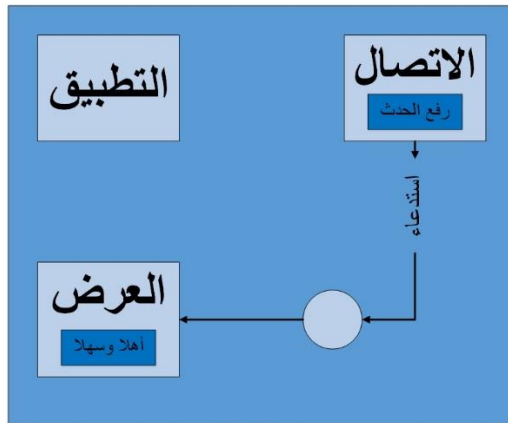 الاتصال
رفع الحدث
التطبيق
استدعاء
العرض
أهلا وسهلا